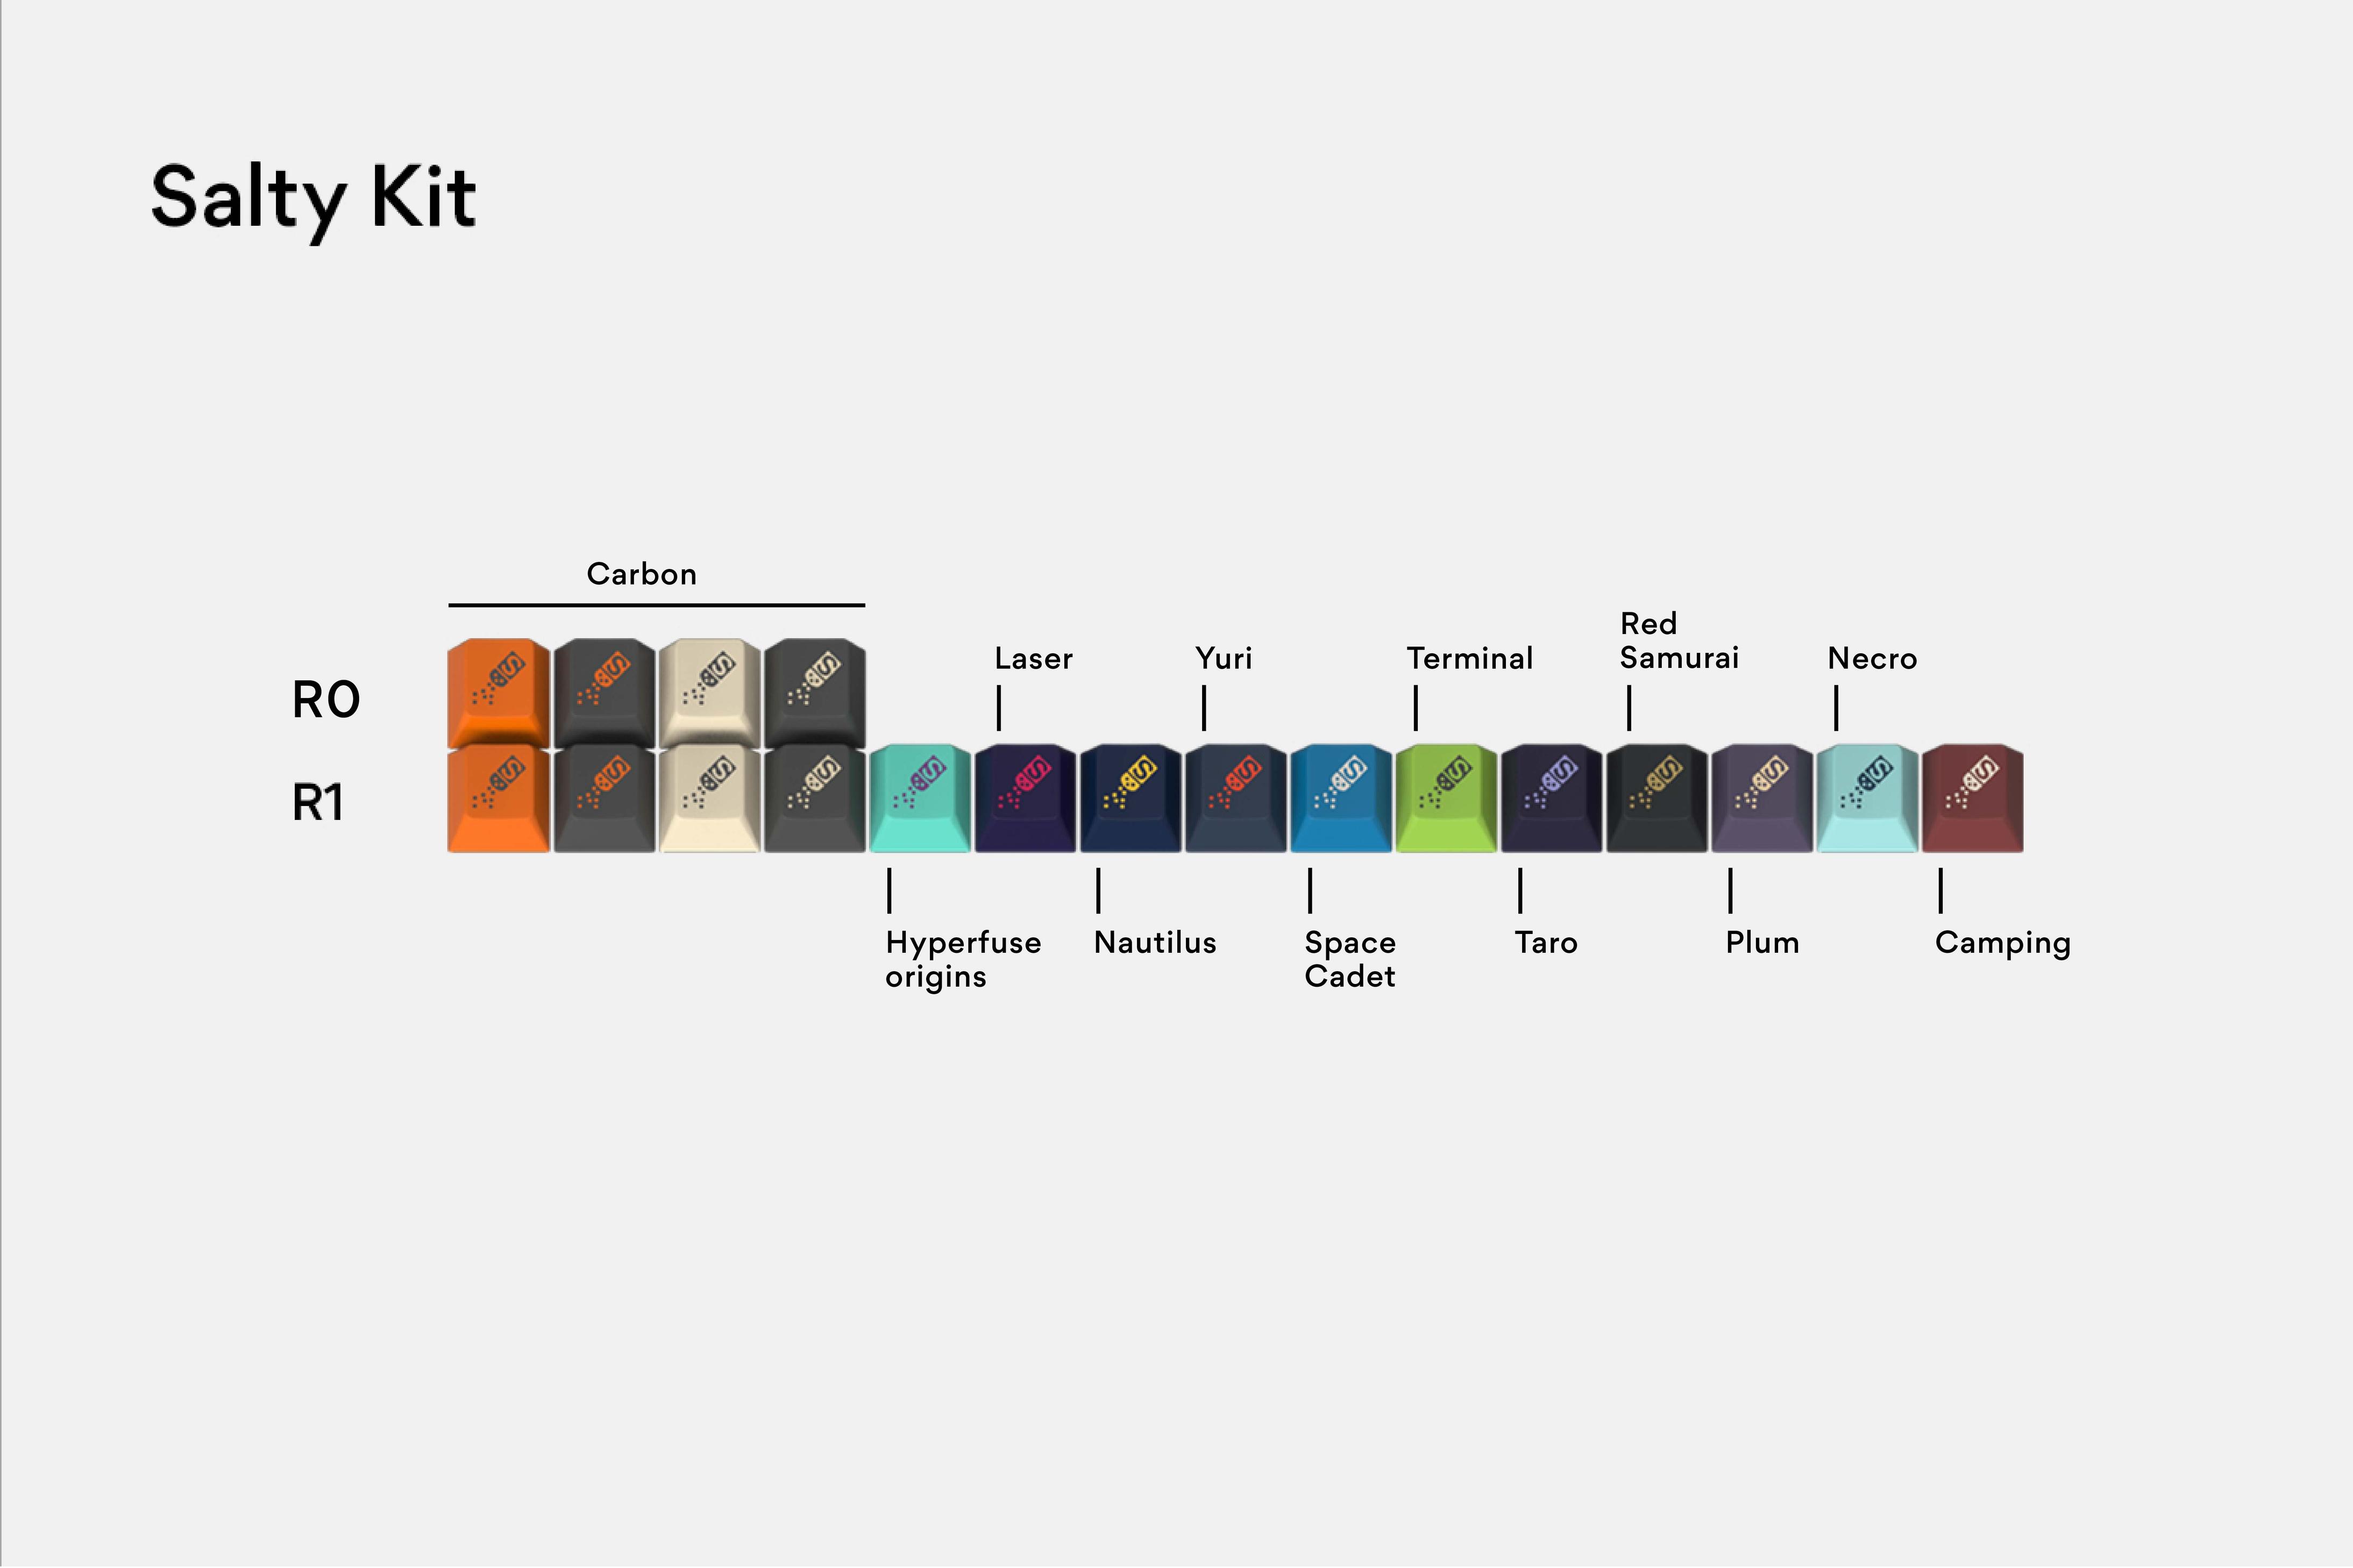 Salty Kit
Carbon
Red
Samurai
Laser
Yuri
Terminal
Necro
R0
R1
Hyperfuse
origins
Nautilus
Space
Cadet
Taro
Plum
Camping